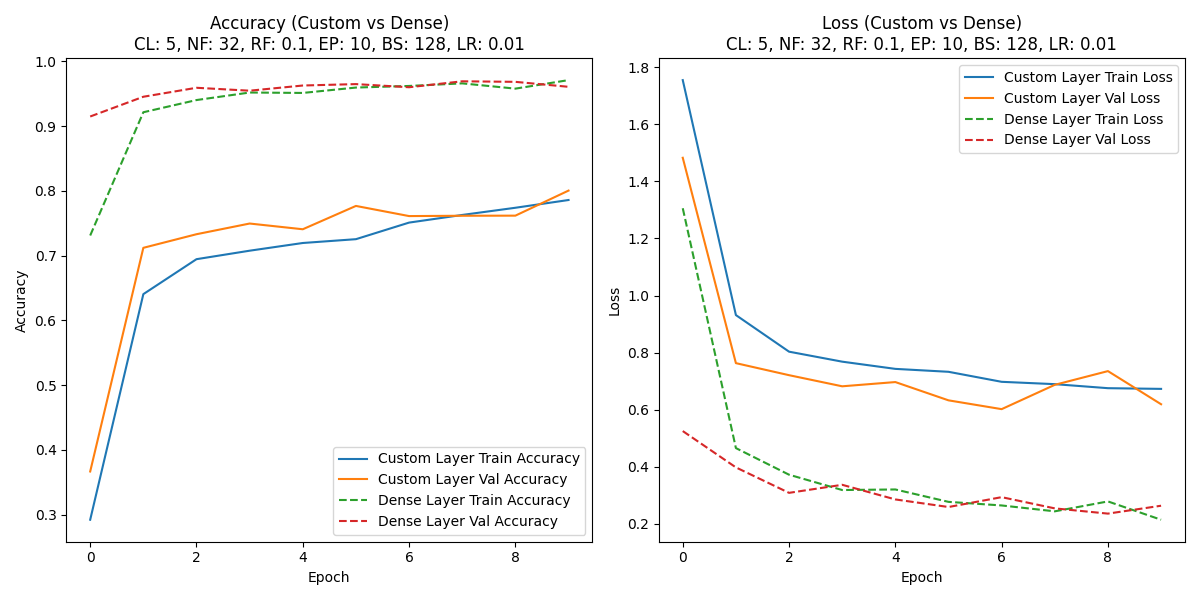 Accuracy (Custom vs Dense)
CL: 5, NF: 32, RF: 0.1, EP: 10, BS: 128, LR: 0.01
1.0
0.9
0.8
0.7
0.6
0.5
0.4
0.3
Accuracy
Custom Layer Train Accuracy
Custom Layer Val Accuracy
Dense Layer Train Accuracy
Dense Layer Val Accuracy
0 2 4 6 8
Epoch
Loss (Custom vs Dense)
CL: 5, NF: 32, RF: 0.1, EP: 10, BS: 128, LR: 0.01
Custom Layer Train Loss
Custom Layer Val Loss
Dense Layer Train Loss
Dense Layer Val Loss
1.8
1.6
1.4
1.2
1.0
0.8
0.6
0.4
0.2
Loss
0 2 4 6 8
Epoch